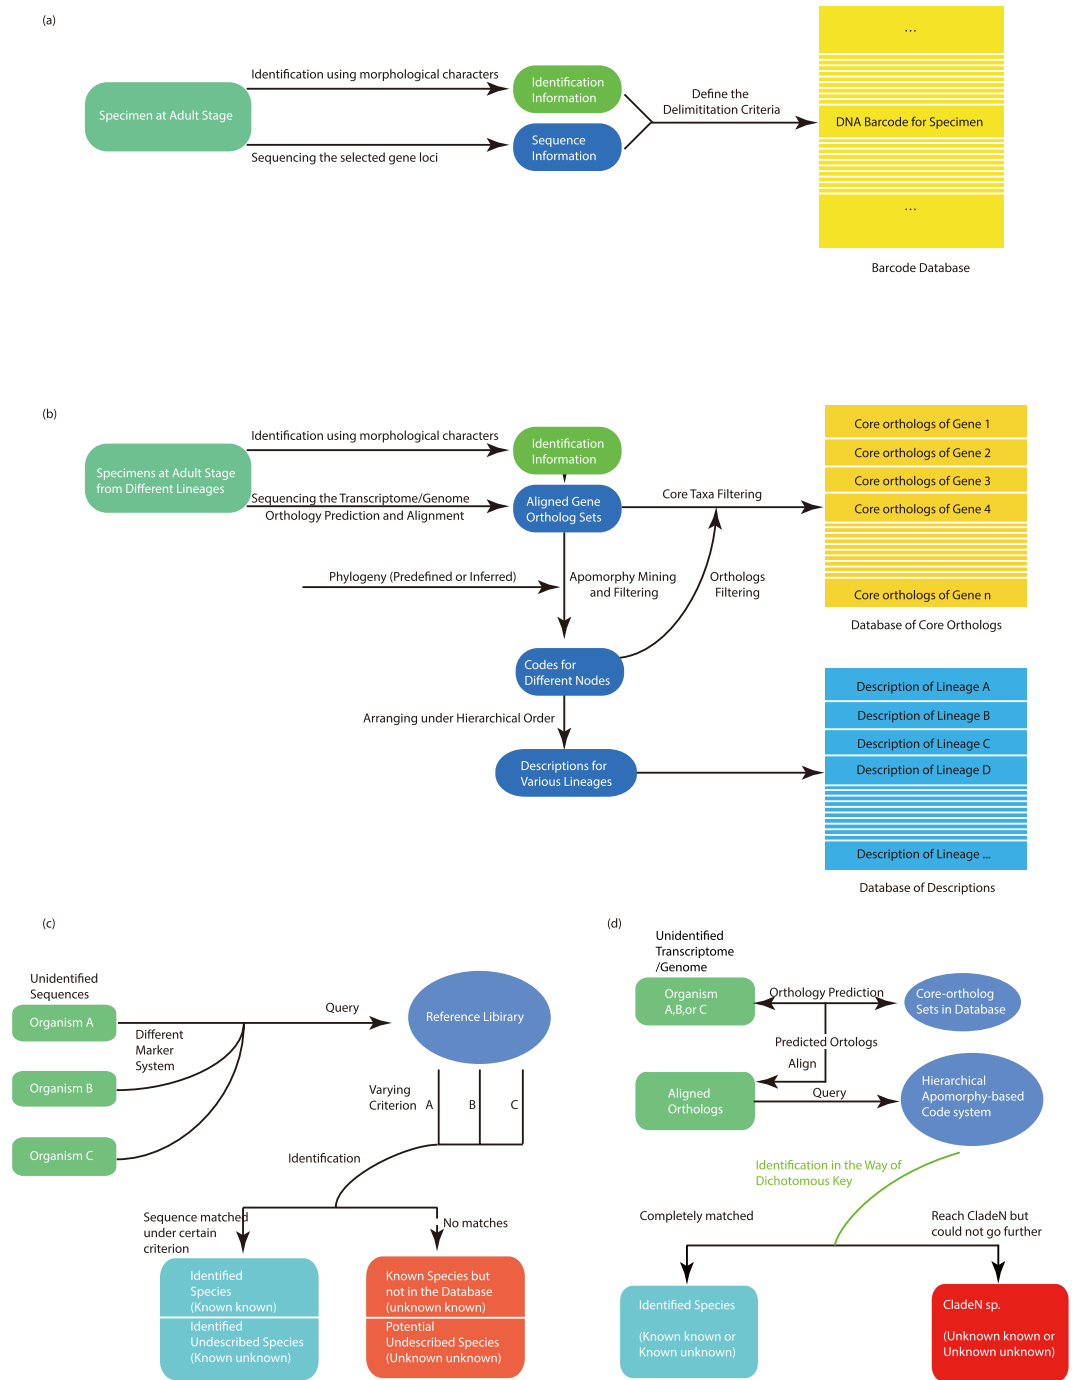 (a)
Specimen at Adult Stage
Identification using morphological characters
Sequencing the selected gene loci
Identification
Information
Sequence
Information
Define the
Delimititation Criteria
...
DNA Barcode for Specimen
...
Barcode Database
(b)
Specimens at Adult Stage
from Different Lineages
Identification using morphological characters
Sequencing the Transcriptome/Genome
Orthology Prediction and Alignment
Identification
Information
Aligned Gene
Ortholog Sets
Core Taxa Filtering
Phylogeny (Predefined or Inferred)
Apomorphy Mining
and Filtering
Orthologs
Filtering
Codes for
Different Nodes
Arranging under Hierarchical Order
Descriptions for
Various Lineages
Core orthologs of Gene 1
Core orthologs of Gene 2
Core orthologs of Gene 3
Core orthologs of Gene 4
Core orthologs of Gene n
Database of Core Orthologs
Description of Lineage A
Description of Lineage B
Description of Lineage C
Description of Lineage D
Description of Lineage ...
Database of Descriptions
(c)
Unidentified
Sequences
Organism A
Organism B
Organism C
Different
Marker
System
Query
Reference Libirary
Varying
Criterion
A
B
C
Identification
Sequence matched
under certain
criterion
No matches
Identified
Species
(Known known)
Identified
Undescribed Species
(Known unknown)
Known Species but
not in the Database
(unknown known)
Potential
Undescribed Species
(Unknown unknown)
(d)
Unidentified
Transcriptome
/Genome
Organism
A,B,or C
Orthology Prediction
Core-ortholog
Sets in Database
Predicted Ortologs
Align
Aligned
Orthologs
Query
Hierarchical
Apomorphy-based
Code system
Identification in the Way of
Dichotomous Key
Completely matched
Reach CladeN but
could not go further
Identified Species
(Known known or
Known unknown)
CladeN sp.
(Unknown known or
Unknown unknown)